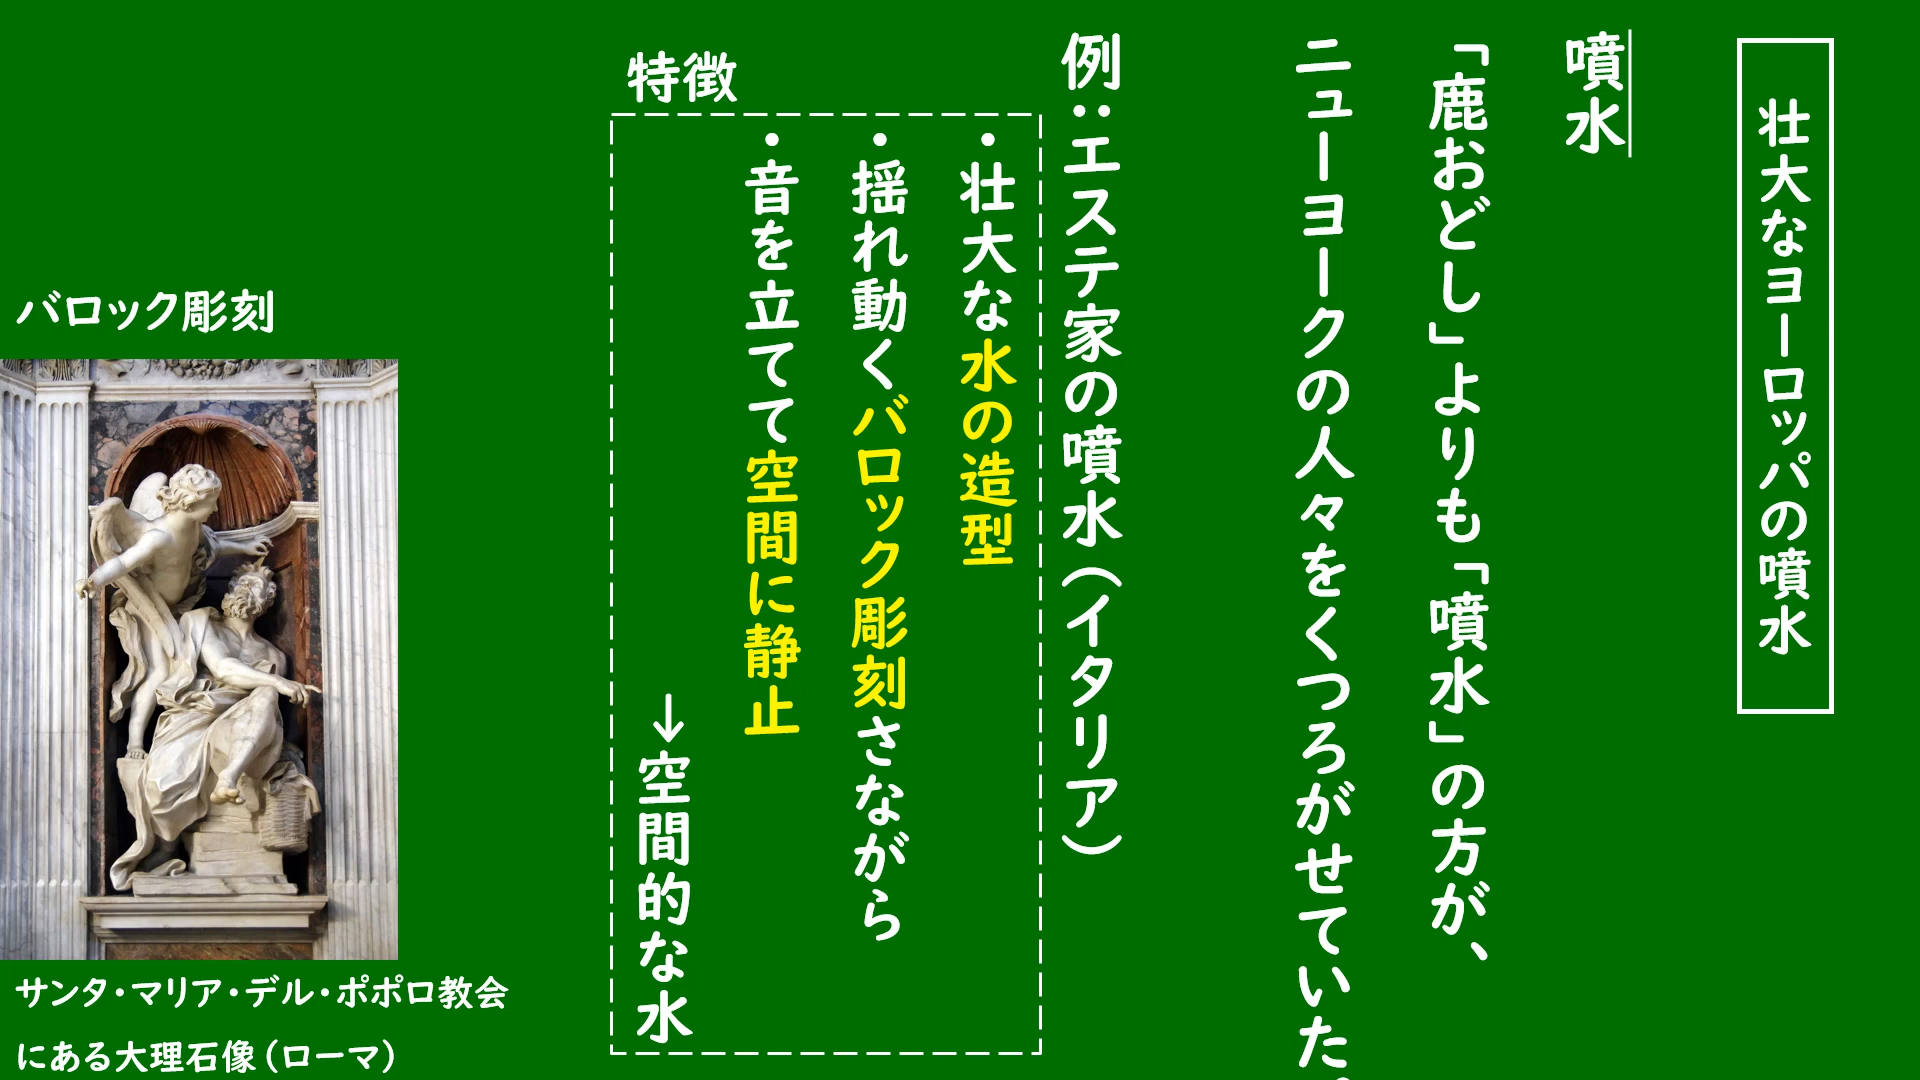 壮大なヨーロッパの噴水
噴水
「鹿おどし」よりも「噴水」の方が、
ニューヨークの人々をくつろがせていた。
例：エステ家の噴水（イタリア）
特徴
・壮大な水の造型
・揺れ動くバロック彫刻さながら
・音を立てて空間に静止
→空間的な水
バロック彫刻
サンタ・マリア・デル・ポポロ教会
にある大理石像（ローマ）